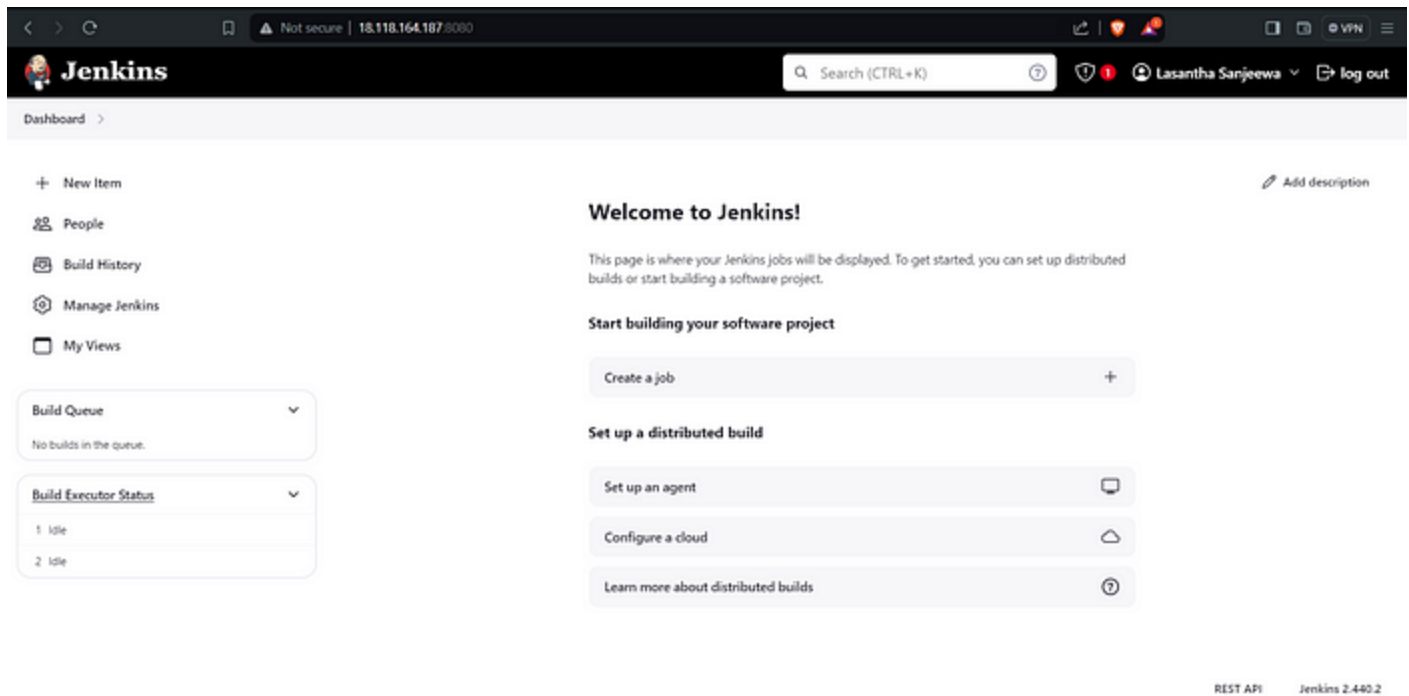 Not secure | 18.118.164.187:8080
VPN
Jenkins
Search (CTRL+K)
1
Lasantha Sanjeewa
log out
Dashboard
New Item
Add description
People
Build History
Manage Jenkins
My Views
Welcome to Jenkins!
This page is where your Jenkins jobs will be displayed. To get started, you can set up distributed
builds or start building a software project.
Start building your software project
Create a job
Set up a distributed build
Set up an agent
Configure a cloud
Learn more about distributed builds
Build Queue
No builds in the queue.
Build Executor Status
1 Idle
2 Idle
REST API
Jenkins 2.440.2